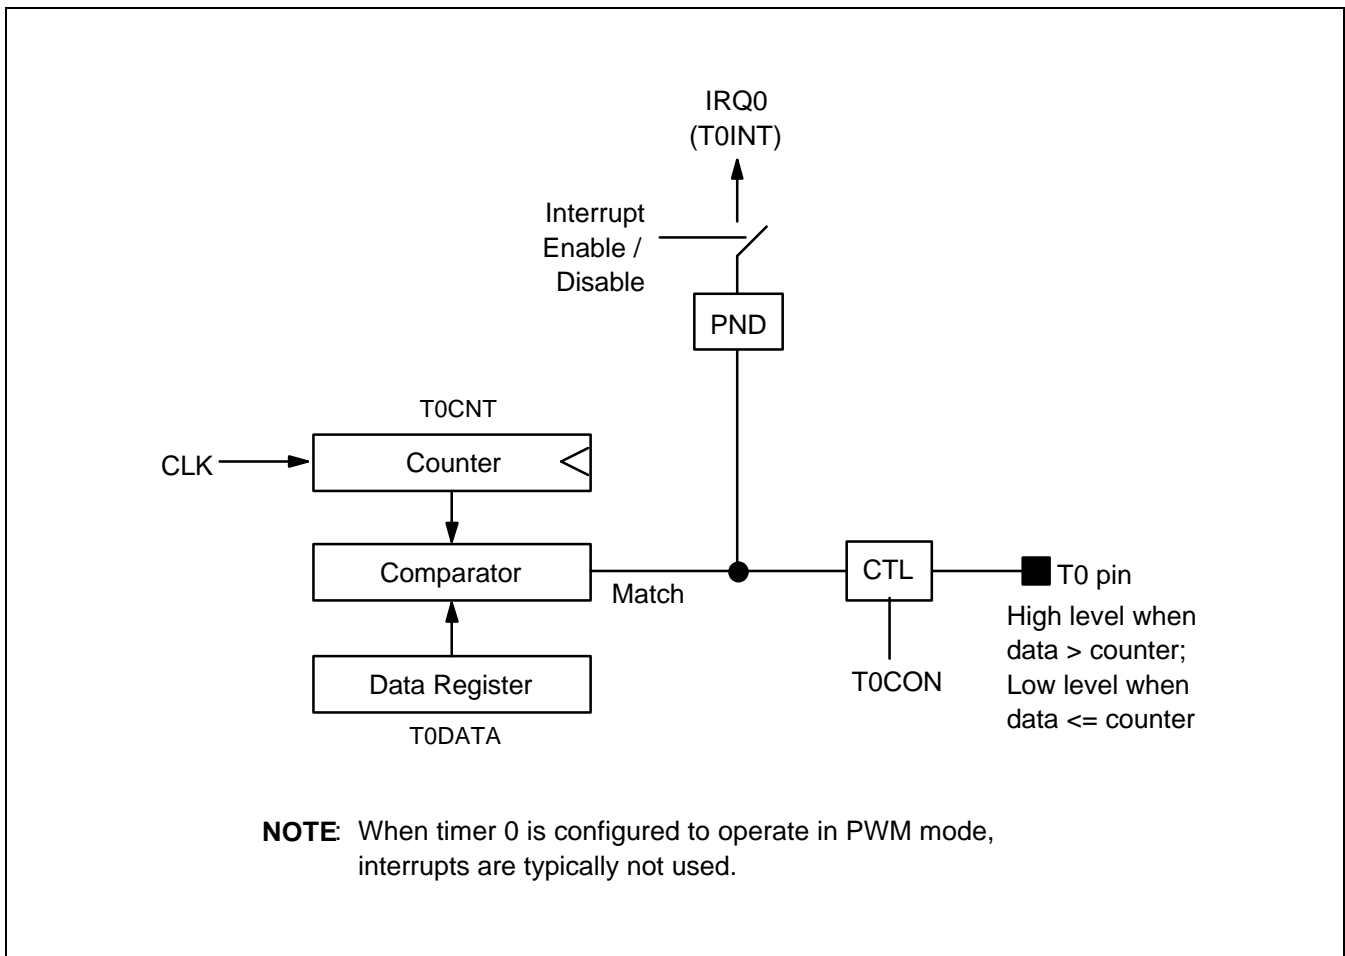 IRQ0
(T0INT)
Interrupt
Enable /
Disable
PND
T0CNT
CLK
Counter
Comparator
Match
CTL
T0 pin
High level when
data > counter;
Low level when
data <= counter
T0CON
Data Register
T0DATA
NOTE: When timer 0 is configured to operate in PWM mode,
interrupts are typically not used.